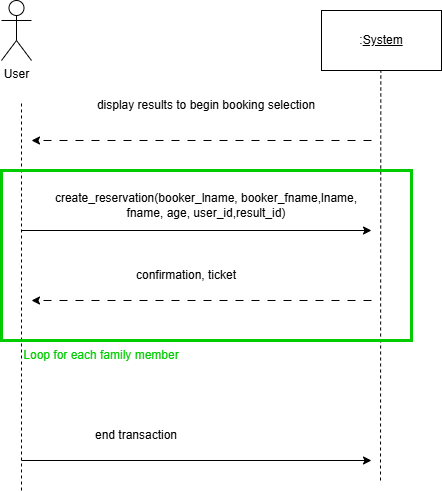 User
:System
display results to begin booking selection
create_reservation(booker_lname, booker_fname,lname,
fname, age, user_id,result_id)
confirmation, ticket
Loop for each family member
end transaction